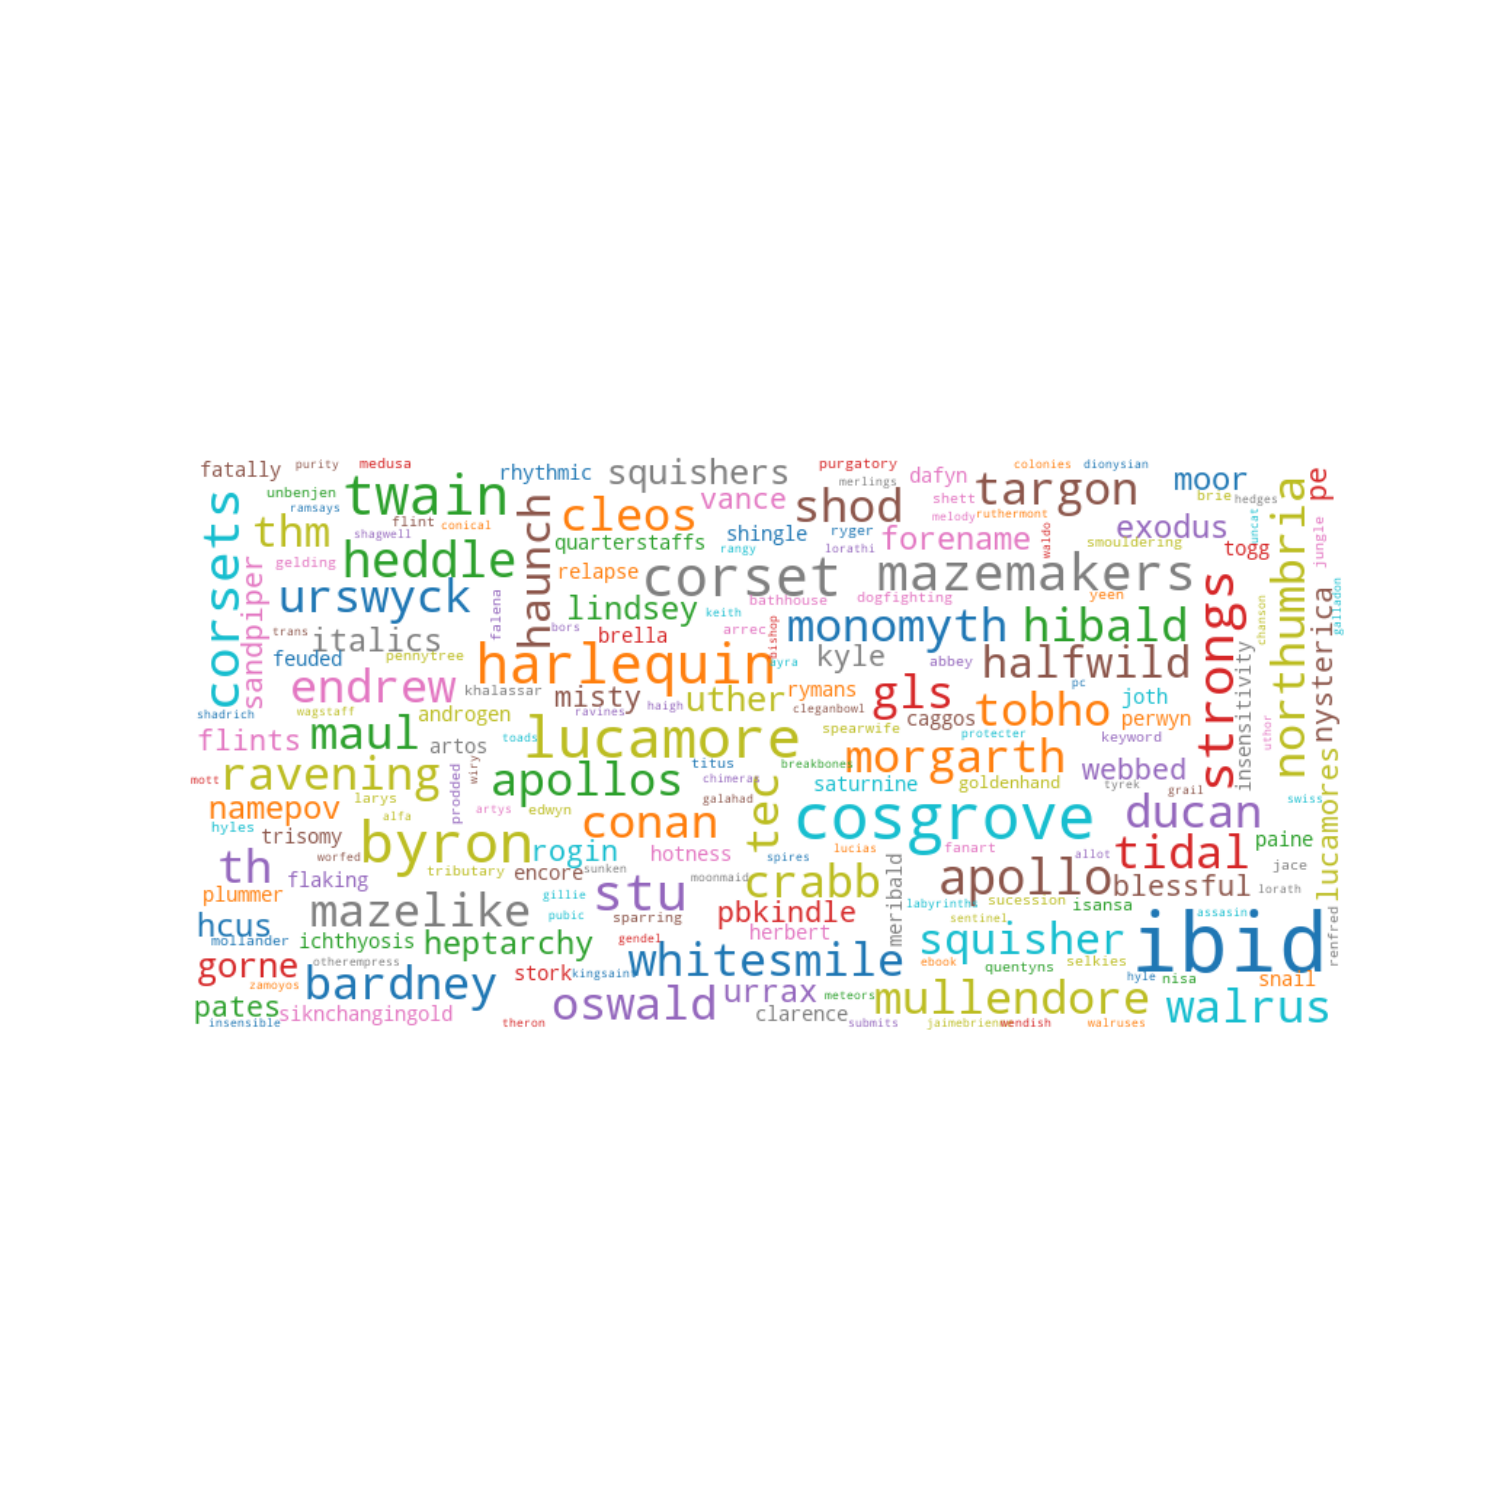 fatally
purity
medusa
rhythmic
squishers
purgatory
merlings
dafyn
colonies
dionysian
moor
brie
hedges
pe
unbenjen
ramsays
twain
flint
conical
shagwell
haunch
cleos
vance
shod
shett
melody
targon
ruthermont
exodus
uncat
northumbria
jungle
corsets
thm
heddle
quarterstaffs
shingle
rangy
ryger
lorathi
forename
waldo
smouldering
togg
gelding
sandpiper
urswyck
relapse
corset
mazemakers
yeen
strongs
galladon
nysterica
falena
lindsey
keith
bathhouse
dogfighting
chanson
trans
italics
bors
brella
arrec
bishop
monomyth
hibald
feuded
pennytree
harlequin
ayra
kyle
abbey
halfwild
insensitivity
endrew
khalassar
misty
haigh
uther
rymans
cleganbowl
gls
pc
joth
shadrich
wagstaff
androgen
ravines
caggos
tobho
perwyn
flints
maul
artos
toads
lucamore
spearwife
morgarth
protecter
keyword
uthor
lucamores
mott
ravening
prodded
wiry
apollos
titus
chimeras
breakbones
saturnine
goldenhand
webbed
tyrek
grail
swiss
namepov
larys
alfa
artys
edwyn
conan
galahad
tec
cosgrove
ducan
hyles
trisomy
byron
rogin
hotness
spires
lucias
fanart
allot
tidal
paine
th
worfed
flaking
tributary
encore
sunken
moonmaid
crabb
meribald
apollo
blessful
jace
lorath
plummer
mazelike
gillie
stu
pubic
sparring
pbkindle
labyrinths
sucession
isansa
assasin
hcus
mollander
ichthyosis
heptarchy
gendel
herbert
sentinel
squisher
ibid
renfred
gorne
otherempress
zamoyos
bardney
stork
kingsaint
whitesmile
ebook
quentyns
selkies
hyle
nisa
snail
pates
siknchangingold
oswald
urrax
meteors
mullendore
walrus
insensible
theron
clarence
submits
jaimebrienne
wendish
walruses